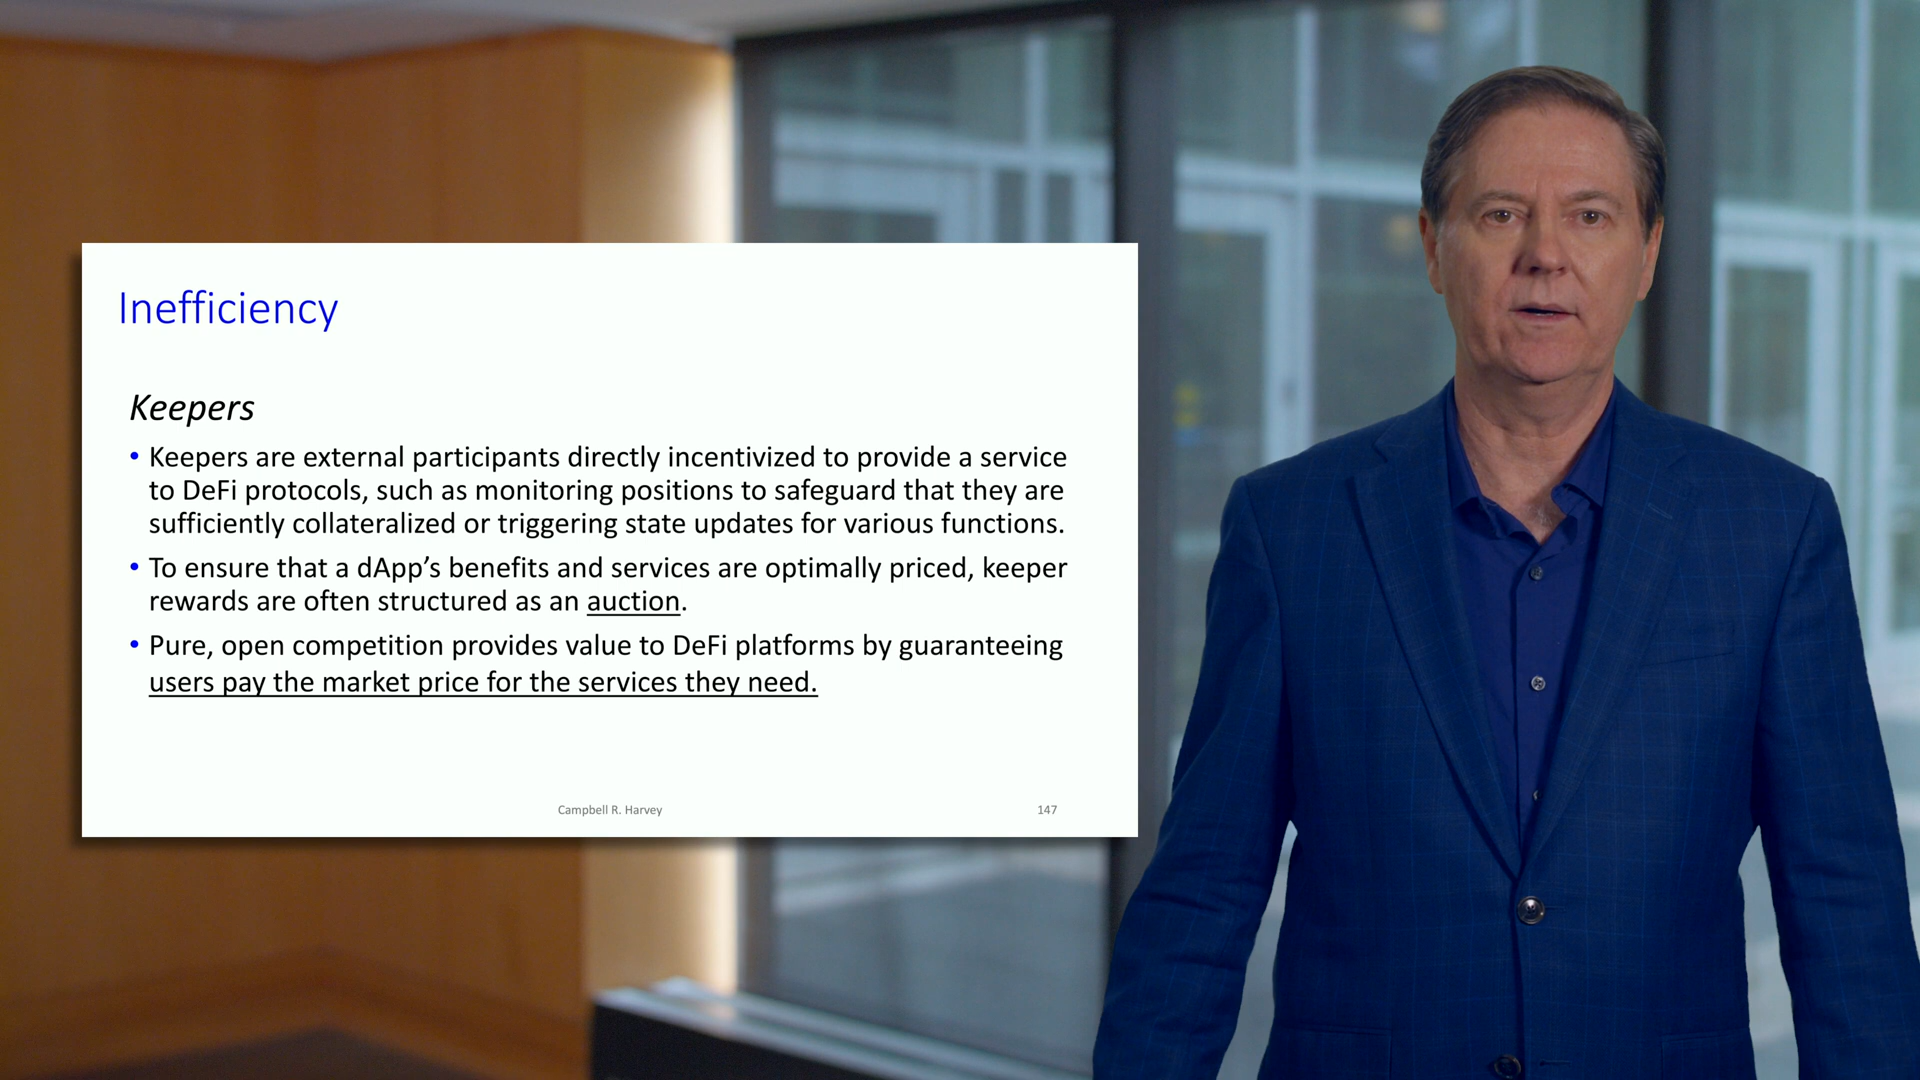 Inefficiency
Keepers
• Keepers are external participants directly incentivized to provide a service
to DeFi protocols, such as monitoring positions to safeguard that they are
sufficiently collateralized or triggering state updates for various functions.
• To ensure that a dApp’s benefits and services are optimally priced, keeper
rewards are often structured as an auction.
• Pure, open competition provides value to DeFi platforms by guaranteeing
users pay the market price for the services they need.
Campbell R. Harvey
147